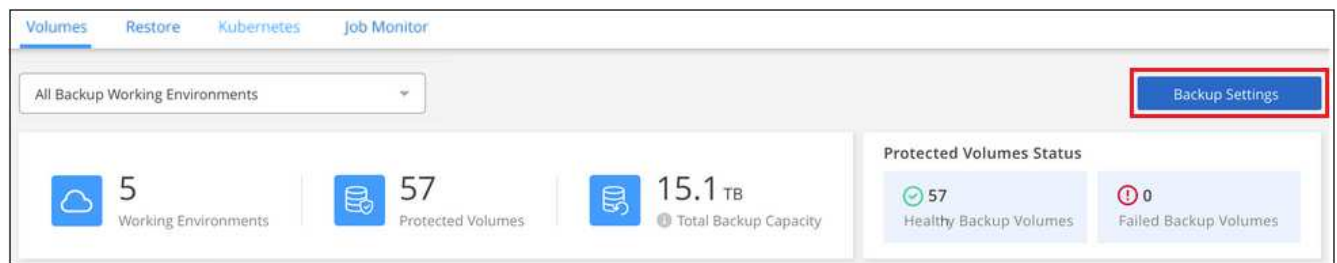 Volumes Restore Kubernetes Job Monitor
All Backup Working Environments
Backup Settings
5
Working Environments
57
Protected Volumes
15.1 TB
Total Backup Capacity
Protected Volumes Status
57
Healthy Backup Volumes
0
Failed Backup Volumes